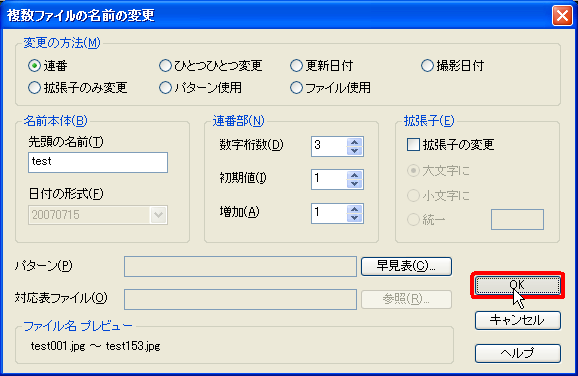 複数ファイルの名前の変更
変更の方法(M)
連番
ひとつひとつ変更
更新日付
撮影日付
拡張子のみ変更
パターン使用
ファイル使用
名前本体(B)
先頭の名前(T)
test
日付の形式(F)
20070715
連番部(N)
数字桁数(D)
3
初期値(I)
1
増加(A)
1
拡張子(E)
拡張子の変更
大文字に
小文字に
統一
パターン(P)
早見表(C)...
対応表ファイル(O)
参照(R)...
OK
キャンセル
ヘルプ
ファイル名 プレビュー
test001.jpg ～ test153.jpg